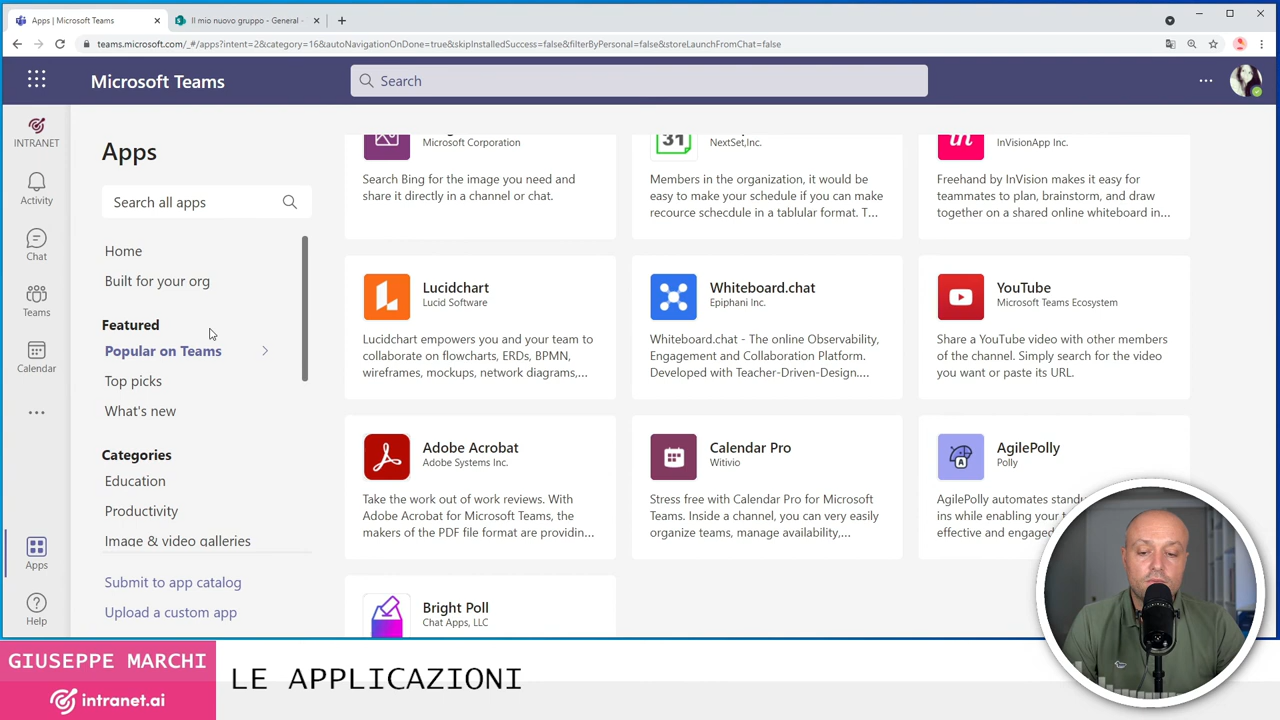 Apps | Microsoft Teams
Il mio nuovo gruppo - General -
teams.microsoft.com/_#/apps?intent=2&category=16&autoNavigationOnDone=true&skipInstalledSuccess=false&filterByPersonal=false&storeLaunchFromChat=false
Microsoft Teams
Search
INTRANET
Activity
Chat
Teams
Calendar
Apps
Help
Apps
Search all apps
Home
Built for your org
Featured
Popular on Teams
Top picks
What's new
Categories
Education
Productivity
Image & video galleries
Submit to app catalog
Upload a custom app
Microsoft Corporation
Search Bing for the image you need and
share it directly in a channel or chat.
31
NextSet,Inc.
Members in the organization, it would be
easy to make your schedule if you can make
recource schecdule in a tablular format. T...
in
InVisionApp Inc.
Freehand by InVision makes it easy for
teammates to plan, brainstorm, and draw
together on a shared online whiteboard in...
Lucidchart
Lucid Software
Lucidchart empowers you and your team to
collaborate on flowcharts, ERDs, BPMN,
wireframes, mockups, network diagrams,...
Whiteboard.chat
Epiphani Inc.
Whiteboard.chat - The online Observability,
Engagement and Collaboration Platform.
Developed with Teacher-Driven-Design....
YouTube
Microsoft Teams Ecosystem
Share a YouTube video with other members
of the channel. Simply search for the video
you want or paste its URL.
Adobe Acrobat
Adobe Systems Inc.
Take the work out of work reviews. With
Adobe Acrobat for Microsoft Teams, the
makers of the PDF file format are providin...
Calendar Pro
Witivio
Stress free with Calendar Pro for Microsoft
Teams. Inside a channel, you can very easily
organize teams, manage availability,...
AgilePolly
Polly
A
AgilePolly automates
ins while enabling your
effective and engaged
Bright Poll
Chat Apps, LLC
GIUSEPPE MARCHI
intranet.ai
LE APPLICAZIONI